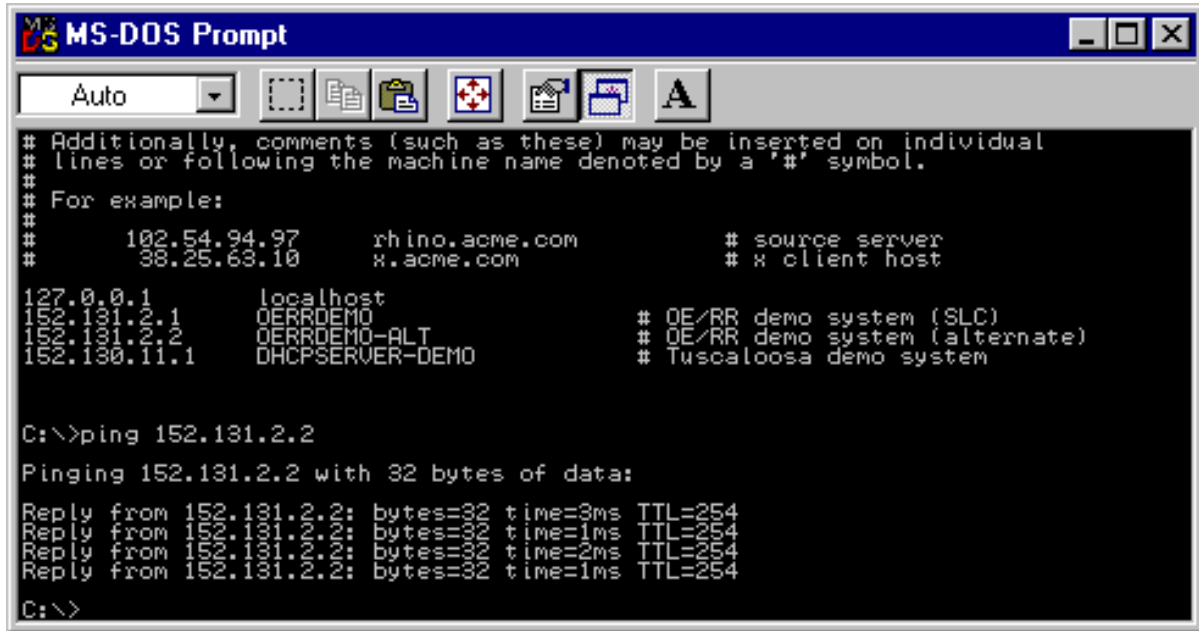 MS-DOS Prompt
Auto
A
# Additionally, comments (such as these) may be inserted on individual
# lines or following the machine name denoted by a '#' symbol.
#
# For example:
#
#      102.54.94.97     rhino.acme.com          # source server
#       38.25.63.10     x.acme.com              # x client host
127.0.0.1       localhost
152.131.2.1     OERRDEMO                  # OE/RR demo system (SLC)
152.131.2.2     OERRDEMO-ALT              # OE/RR demo system (alternate)
152.130.11.1    DHCPSERVER-DEMO           # Tuscaloosa demo system
C:\>ping 152.131.2.2
Pinging 152.131.2.2 with 32 bytes of data:
Reply from 152.131.2.2: bytes=32 time=3ms TTL=254
Reply from 152.131.2.2: bytes=32 time=1ms TTL=254
Reply from 152.131.2.2: bytes=32 time=2ms TTL=254
Reply from 152.131.2.2: bytes=32 time=1ms TTL=254
C:\>